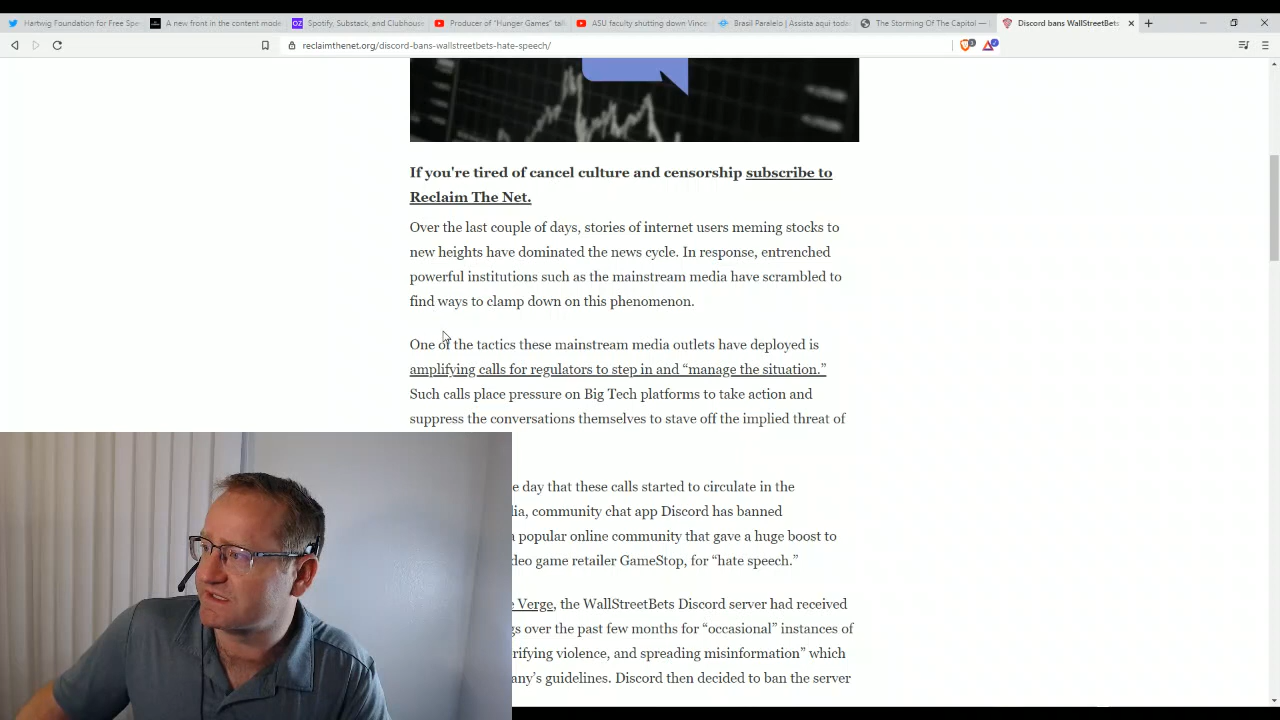 Hartwig Foundation for Free Spe
A new front in the content mode
Spotify, Substack, and Clubhouse
Producer of "Hunger Games" talk
ASU faculty shutting down Vince
Brasil Paralelo | Assista aqui todo
The Storming Of The Capitol —
Discord bans WallStreetBets
reclaimthenet.org/discord-bans-wallstreetbets-hate-speech/
If you're tired of cancel culture and censorship subscribe to
Reclaim The Net.
Over the last couple of days, stories of internet users meming stocks to
new heights have dominated the news cycle. In response, entrenched
powerful institutions such as the mainstream media have scrambled to
find ways to clamp down on this phenomenon.
One of the tactics these mainstream media outlets have deployed is
amplifying calls for regulators to step in and “manage the situation.”
Such calls place pressure on Big Tech platforms to take action and
suppress the conversations themselves to stave off the implied threat of
e day that these calls started to circulate in the
lia, community chat app Discord has banned
a popular online community that gave a huge boost to
deo game retailer GameStop, for “hate speech.”
e Verge, the WallStreetBets Discord server had received
gs over the past few months for “occasional” instances of
rifying violence, and spreading misinformation” which
any’s guidelines. Discord then decided to ban the server